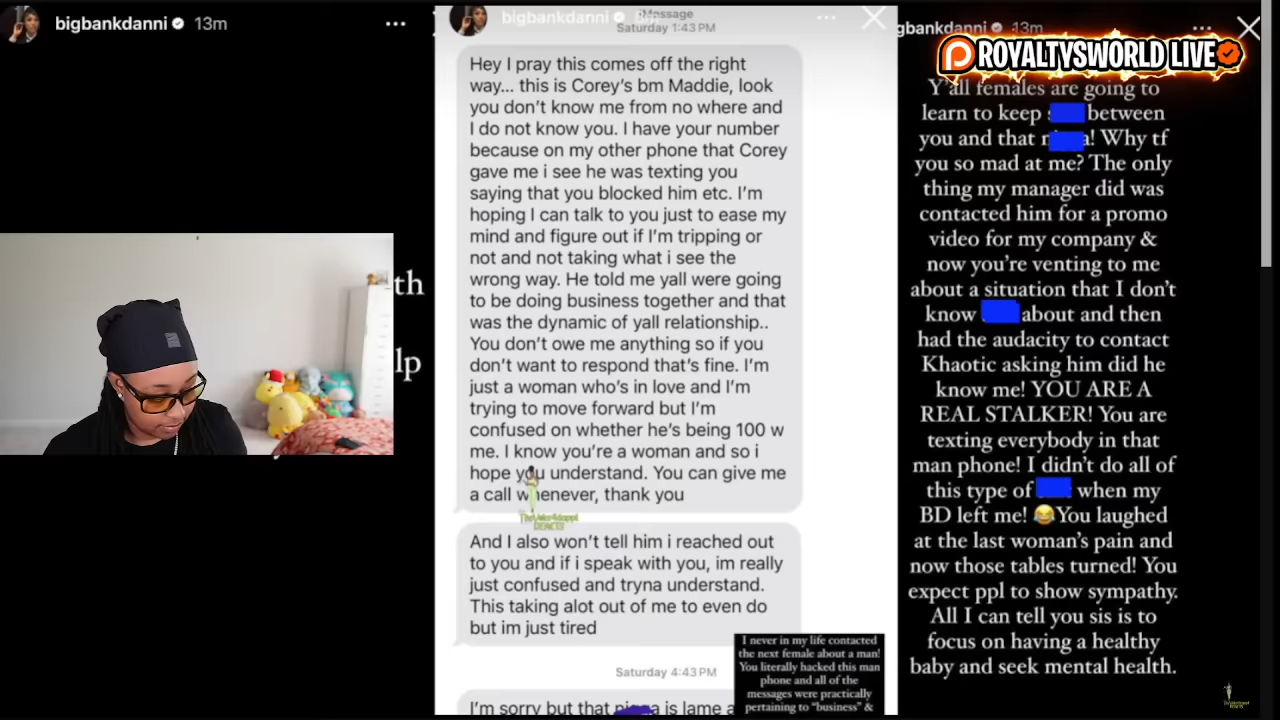 bigbankdanni 13m
th
lp
bigbankdanni
iMessage
Saturday 1:43 PM
Hey I pray this comes off the right
way... this is Corey's bm Maddie, look
you don't know me from no where and
I do not know you. I have your number
because on my other phone that Corey
gave me i see he was texting you
saying that you blocked him etc. I'm
hoping I can talk to you just to ease my
mind and figure out if I'm tripping or
not and not taking what i see the
wrong way. He told me yall were going
to be doing business together and that
was the dynamic of yall relationship..
You don't owe me anything so if you
don't want to respond that's fine. I'm
just a woman who's in love and I'm
trying to move forward but I'm
confused on whether he's being 100 w
me. I know you're a woman and so i
hope you understand. You can give me
a call whenever, thank you
And I also won't tell him i reached out
to you and if i speak with you, im really
just confused and tryna understand.
This taking alot out of me to even do
but im just tired
Saturday 4:43 PM
I'm sorry but that is lame a
I never in my life contacted
the next female about a man!
You literally hacked this man
phone and all of the
messages were practically
pertaining to "business" &
gbankdanni 13m
ROYALTYSWORLD LIVE
Y'all females are going to
learn to keep between
you and that a! Why tf
you so mad at me? The only
thing my manager did was
contacted him for a promo
video for my company &
now you're venting to me
about a situation that I don't
know about and then
had the audacity to contact
Khaotic asking him did he
know me! YOU ARE A
REAL STALKER! You are
texting everybody in that
man phone! I didn't do all of
this type of when my
BD left me! 😂You laughed
at the last woman's pain and
now those tables turned! You
expect ppl to show sympathy.
All I can tell you sis is to
focus on having a healthy
baby and seek mental health.